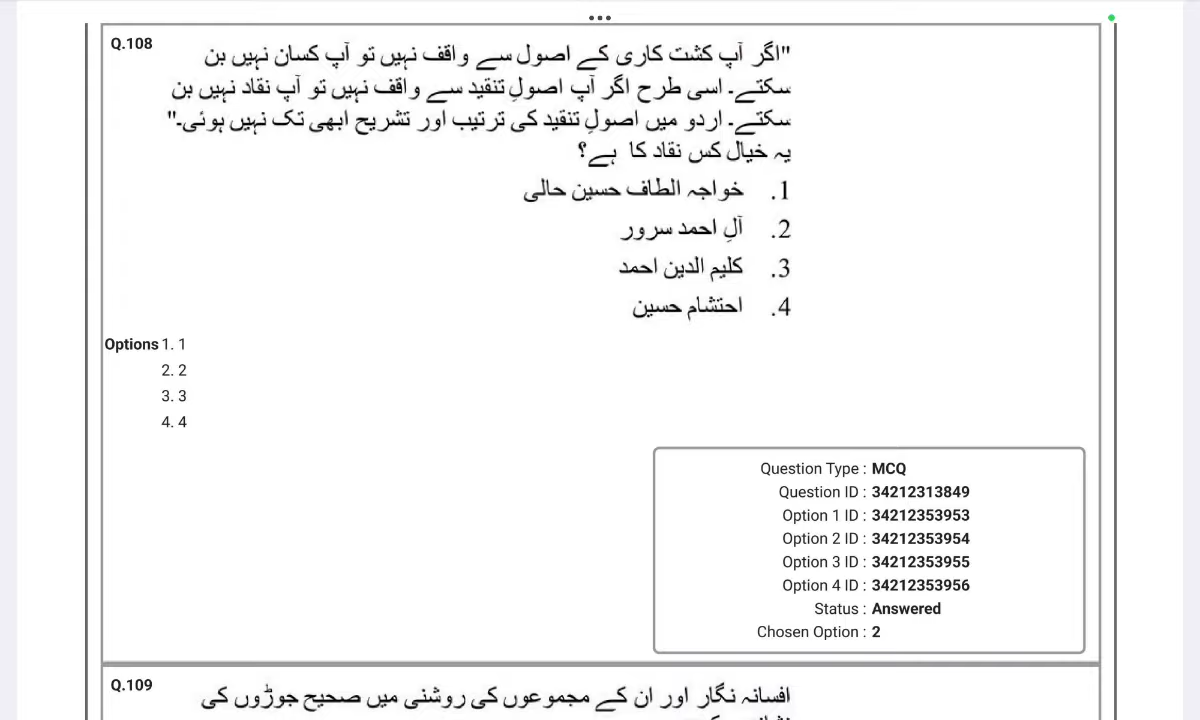 Q.108
"اگر آپ کشت کاری کے اصول سے واقف نہیں تو آپ کسان نہیں بن
سکتے۔ اسی طرح اگر آپ اصولِ تنقید سے واقف نہیں تو آپ نقاد نہیں بن
سکتے۔ اردو میں اصولِ تنقید کی ترتیب اور تشریح ابھی تک نہیں ہوئی۔"
یہ خیال کس نقاد کا ہے؟
1. خواجہ الطاف حسین حالی
2. آلِ احمد سرور
3. کلیم الدین احمد
4. احتشام حسین
Options 1. 1
2. 2
3. 3
4. 4
Question Type : MCQ
Question ID : 34212313849
Option 1 ID : 34212353953
Option 2 ID : 34212353954
Option 3 ID : 34212353955
Option 4 ID : 34212353956
Status : Answered
Chosen Option : 2
Q.109
افسانہ نگار اور ان کے مجموعوں کی روشنی میں صحیح جوڑوں کی